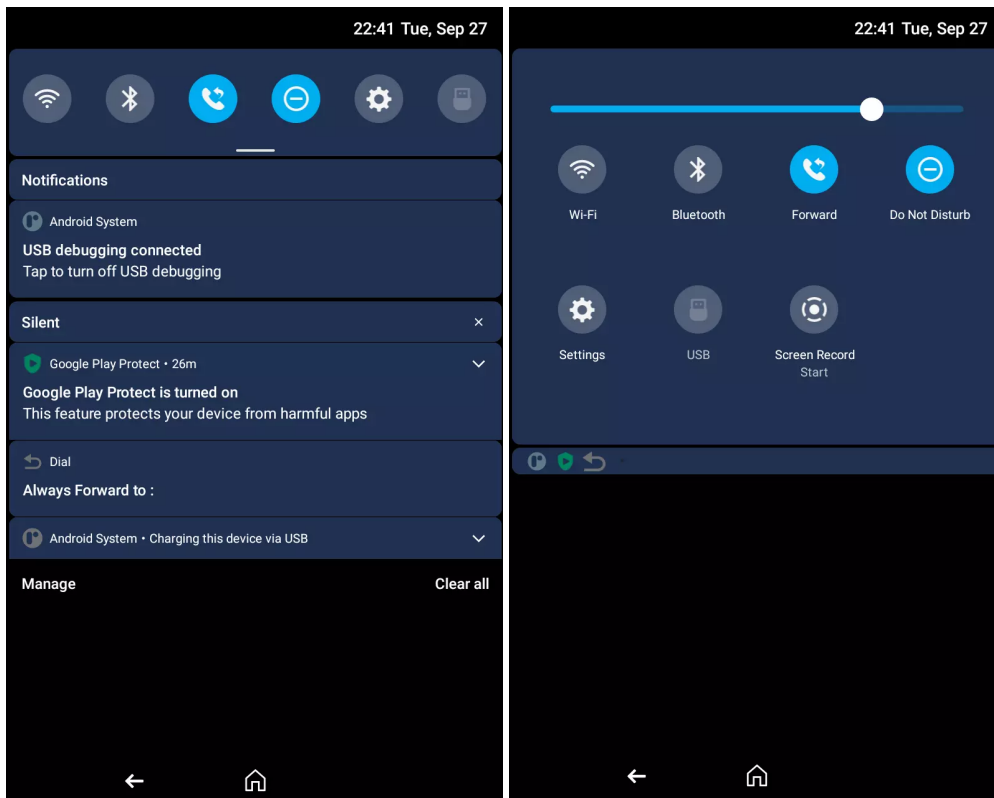 22:41 Tue, Sep 27
Notifications
Android System
USB debugging connected
Tap to turn off USB debugging
Silent
Google Play Protect • 26m
Google Play Protect is turned on
This feature protects your device from harmful apps
Dial
Always Forward to :
Android System • Charging this device via USB
Manage
Clear all
22:41 Tue, Sep 27
Wi-Fi
Bluetooth
Forward
Do Not Disturb
Settings
USB
Screen Record
Start